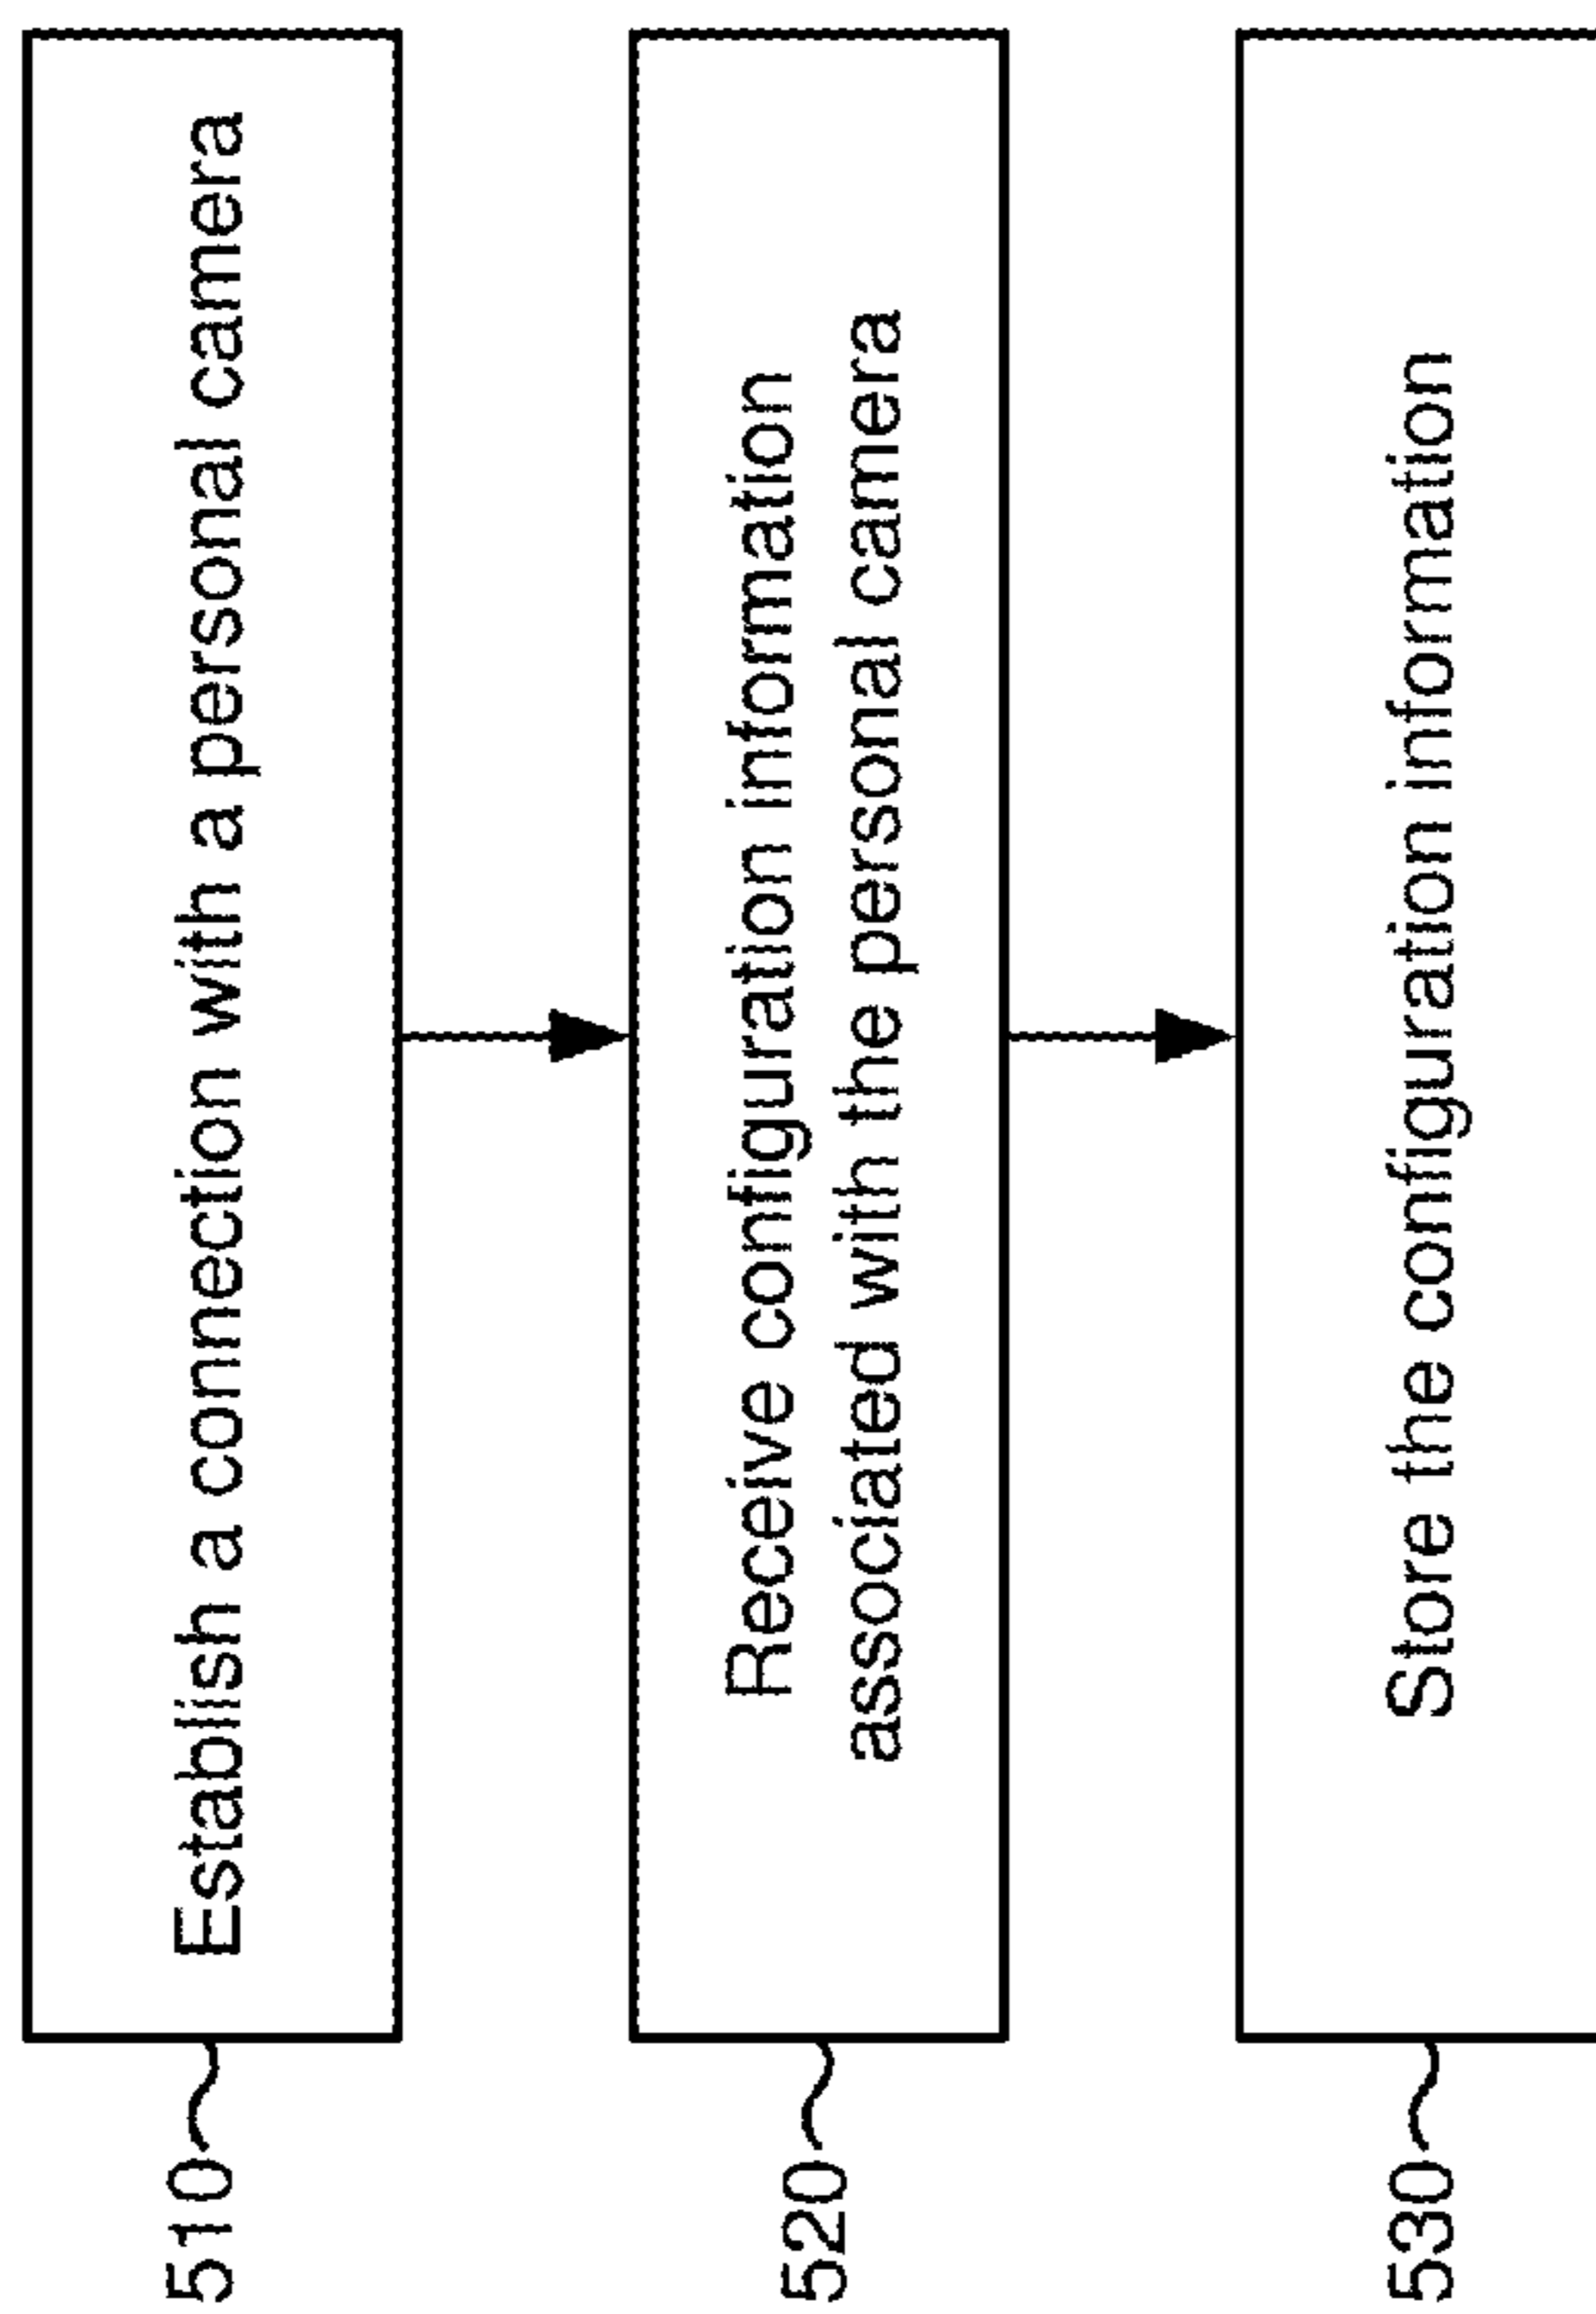 510
Establish a connection with a personal camera
520
Receive configuration information
associated with the personal camera
530
Store the configuration information